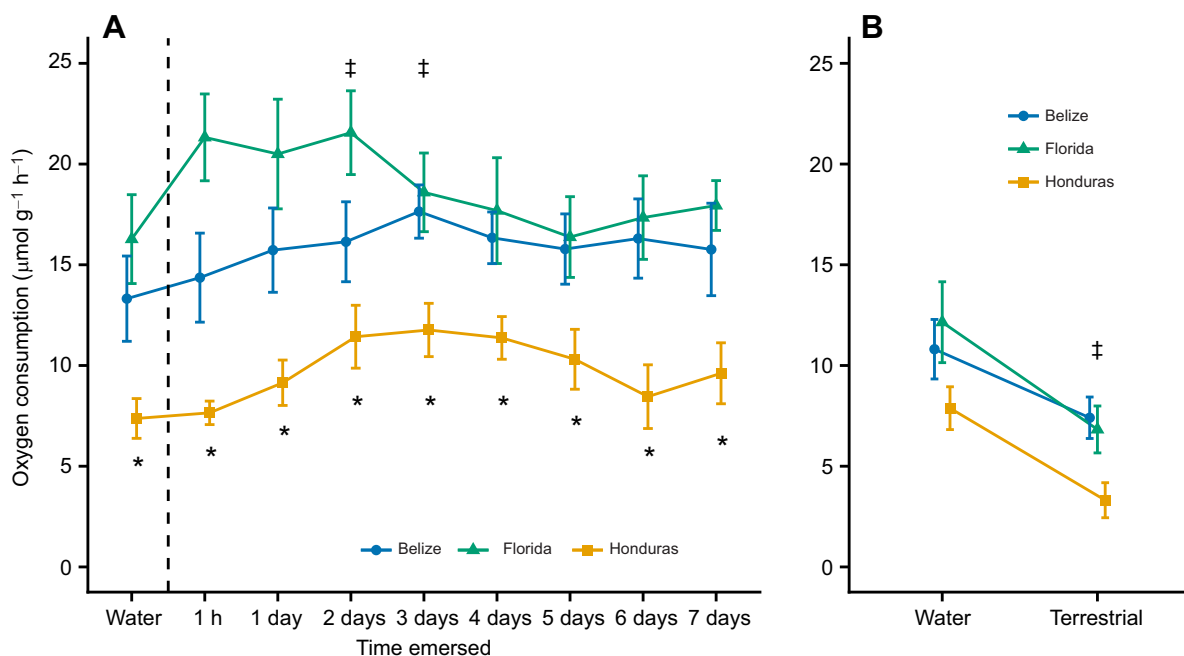 A
B
Oxygen consumption (μmol g⁻¹ h⁻¹)
25
20
15
10
5
0
‡ ‡
* * * * * * * * *
Belize Florida Honduras
Water 1 h 1 day 2 days 3 days 4 days 5 days 6 days 7 days
Time emersed
25
20
15
10
5
0
Belize
Florida
Honduras
‡
Water Terrestrial